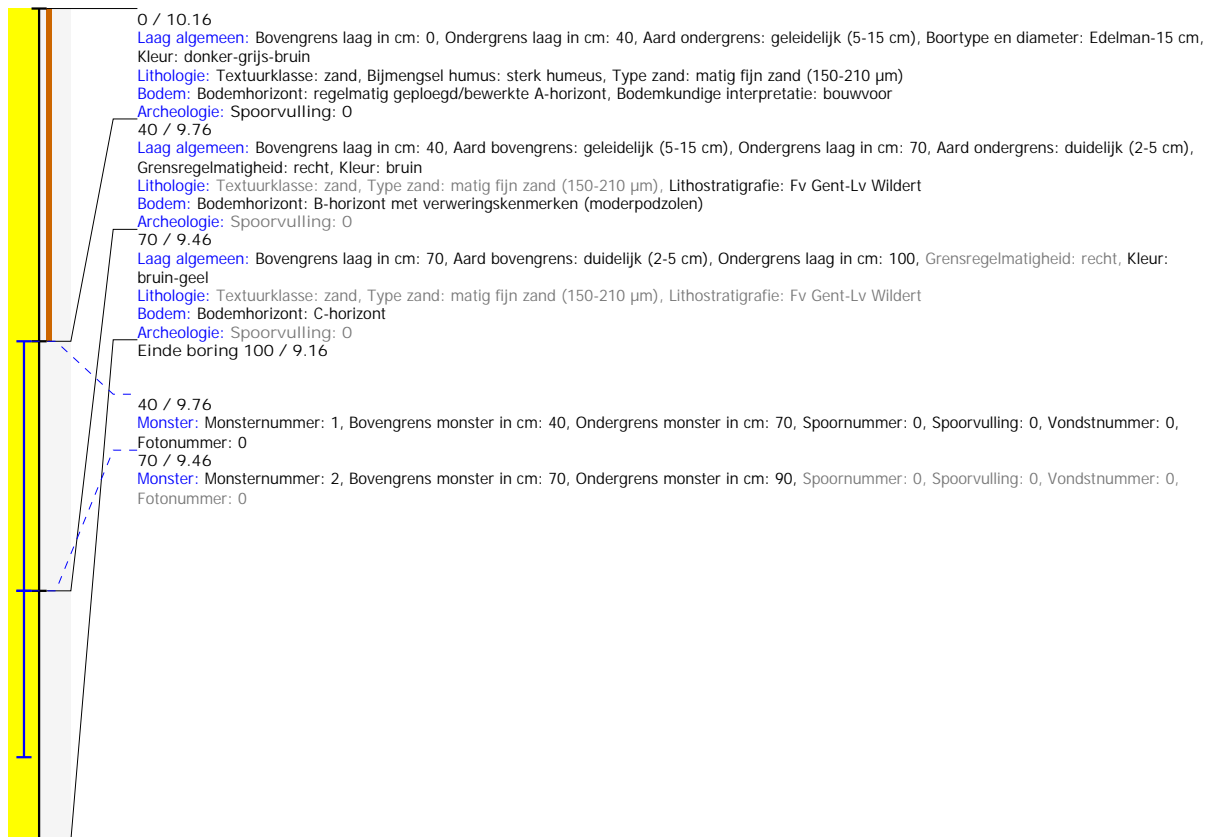 0 / 10.16
Laag algemeen: Bovengrens laag in cm: 0, Ondergrens laag in cm: 40, Aard ondergrens: geleidelijk (5-15 cm), Boortype en diameter: Edelman-15 cm,
Kleur: donker-grijs-bruin
Lithologie: Textuurklasse: zand, Bijmengsel humus: sterk humeus, Type zand: matig fijn zand (150-210 µm)
Bodem: Bodemhorizont: regelmatig geploegd/bewerkte A-horizont, Bodemkundige interpretatie: bouwvoor
Archeologie: Spoorvulling: 0
40 / 9.76
Laag algemeen: Bovengrens laag in cm: 40, Aard bovengrens: geleidelijk (5-15 cm), Ondergrens laag in cm: 70, Aard ondergrens: duidelijk (2-5 cm),
Grensregelmatigheid: recht, Kleur: bruin
Lithologie: Textuurklasse: zand, Type zand: matig fijn zand (150-210 µm), Lithostratigrafie: Fv Gent-Lv Wildert
Bodem: Bodemhorizont: B-horizont met verweringskenmerken (moderpodzolen)
Archeologie: Spoorvulling: 0
70 / 9.46
Laag algemeen: Bovengrens laag in cm: 70, Aard bovengrens: duidelijk (2-5 cm), Ondergrens laag in cm: 100, Grensregelmatigheid: recht, Kleur:
bruin-geel
Lithologie: Textuurklasse: zand, Type zand: matig fijn zand (150-210 µm), Lithostratigrafie: Fv Gent-Lv Wildert
Bodem: Bodemhorizont: C-horizont
Archeologie: Spoorvulling: 0
Einde boring 100 / 9.16
40 / 9.76
Monster: Monsternummer: 1, Bovengrens monster in cm: 40, Ondergrens monster in cm: 70, Spoornummer: 0, Spoorvulling: 0, Vondstnummer: 0,
Fotonummer: 0
70 / 9.46
Monster: Monsternummer: 2, Bovengrens monster in cm: 70, Ondergrens monster in cm: 90, Spoornummer: 0, Spoorvulling: 0, Vondstnummer: 0,
Fotonummer: 0